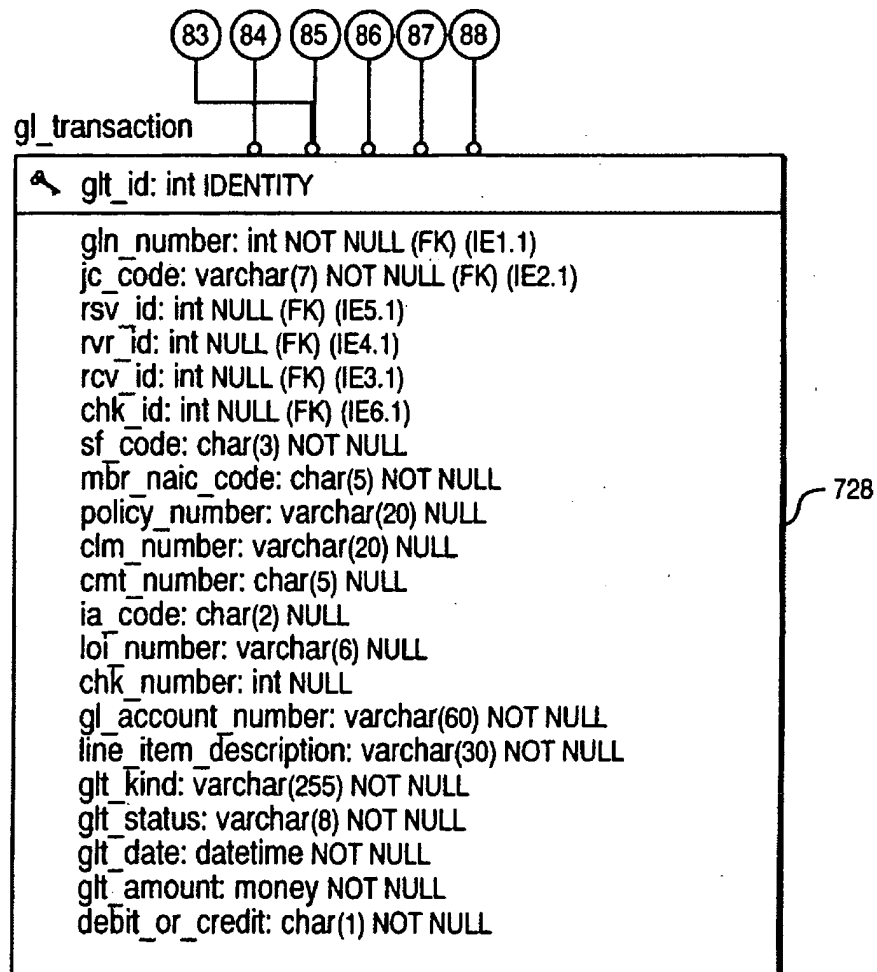 83 84 85 86 87 88
gl_transaction
glt_id: int IDENTITY
gln_number: int NOT NULL (FK) (IE1.1)
jc_code: varchar(7) NOT NULL (FK) (IE2.1)
rsv_id: int NULL (FK) (IE5.1)
rvr_id: int NULL (FK) (IE4.1)
rcv_id: int NULL (FK) (IE3.1)
chk_id: int NULL (FK) (IE6.1)
sf_code: char(3) NOT NULL
mbr_naic_code: char(5) NOT NULL
policy_number: varchar(20) NULL
728
clm_number: varchar(20) NULL
cmt_number: char(5) NULL
ia_code: char(2) NULL
loi_number: varchar(6) NULL
chk_number: int NULL
gl_account_number: varchar(60) NOT NULL
line_item_description: varchar(30) NOT NULL
glt_kind: varchar(255) NOT NULL
glt_status: varchar(8) NOT NULL
glt_date: datetime NOT NULL
glt_amount: money NOT NULL
debit_or_credit: char(1) NOT NULL